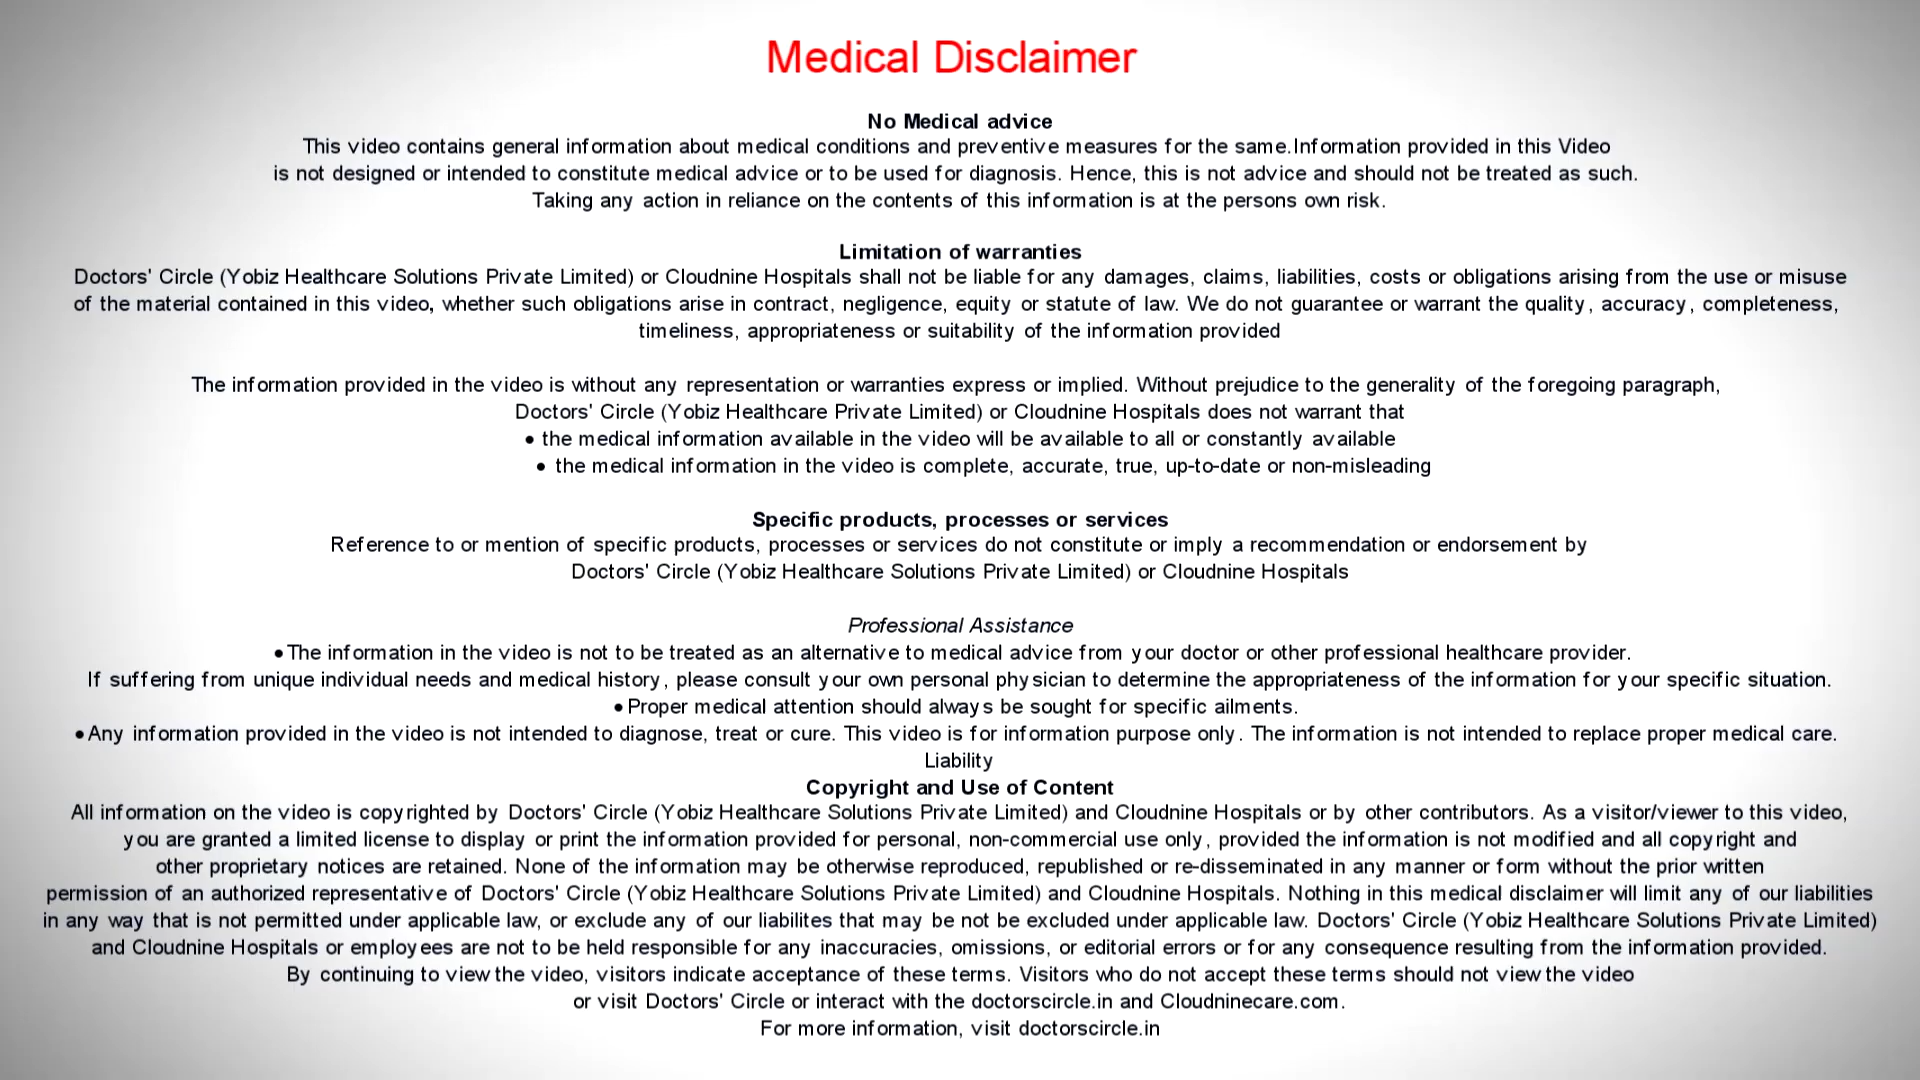 Medical Disclaimer
No Medical advice
This video contains general information about medical conditions and preventive measures for the same.Information provided in this Video
is not designed or intended to constitute medical advice or to be used for diagnosis. Hence, this is not advice and should not be treated as such.
Taking any action in reliance on the contents of this information is at the persons own risk.
Limitation of warranties
Doctors' Circle (Yobiz Healthcare Solutions Private Limited) or Cloudnine Hospitals shall not be liable for any damages, claims, liabilities, costs or obligations arising from the use or misuse
of the material contained in this video, whether such obligations arise in contract, negligence, equity or statute of law. We do not guarantee or warrant the quality, accuracy, completeness,
timeliness, appropriateness or suitability of the information provided
The information provided in the video is without any representation or warranties express or implied. Without prejudice to the generality of the foregoing paragraph,
Doctors' Circle (Yobiz Healthcare Private Limited) or Cloudnine Hospitals does not warrant that
• the medical information available in the video will be available to all or constantly available
• the medical information in the video is complete, accurate, true, up-to-date or non-misleading
Specific products, processes or services
Reference to or mention of specific products, processes or services do not constitute or imply a recommendation or endorsement by
Doctors' Circle (Yobiz Healthcare Solutions Private Limited) or Cloudnine Hospitals
Professional Assistance
•The information in the video is not to be treated as an alternative to medical advice from your doctor or other professional healthcare provider.
If suffering from unique individual needs and medical history, please consult your own personal physician to determine the appropriateness of the information for your specific situation.
•Proper medical attention should always be sought for specific ailments.
•Any information provided in the video is not intended to diagnose, treat or cure. This video is for information purpose only. The information is not intended to replace proper medical care.
Liability
Copyright and Use of Content
All information on the video is copyrighted by Doctors' Circle (Yobiz Healthcare Solutions Private Limited) and Cloudnine Hospitals or by other contributors. As a visitor/viewer to this video,
you are granted a limited license to display or print the information provided for personal, non-commercial use only, provided the information is not modified and all copyright and
other proprietary notices are retained. None of the information may be otherwise reproduced, republished or re-disseminated in any manner or form without the prior written
permission of an authorized representative of Doctors' Circle (Yobiz Healthcare Solutions Private Limited) and Cloudnine Hospitals. Nothing in this medical disclaimer will limit any of our liabilities
in any way that is not permitted under applicable law, or exclude any of our liabilites that may be not be excluded under applicable law. Doctors' Circle (Yobiz Healthcare Solutions Private Limited)
and Cloudnine Hospitals or employees are not to be held responsible for any inaccuracies, omissions, or editorial errors or for any consequence resulting from the information provided.
By continuing to view the video, visitors indicate acceptance of these terms. Visitors who do not accept these terms should not view the video
or visit Doctors' Circle or interact with the doctorscircle.in and Cloudninecare.com.
For more information, visit doctorscircle.in